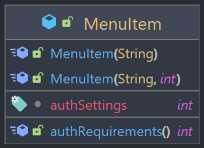 MenuItem
MenuItem(String)
MenuItem(String, int)
authSettings int
authRequirements() int